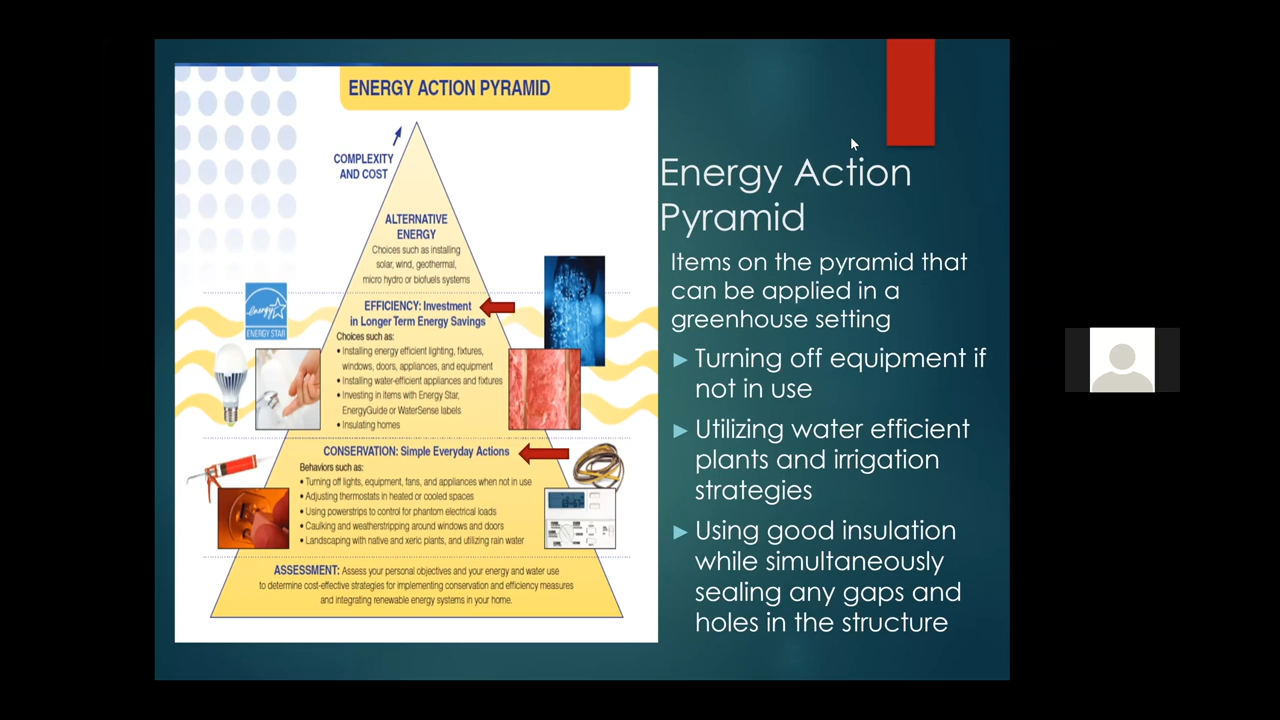 ENERGY ACTION PYRAMID
COMPLEXITY
AND COST
ALTERNATIVE
ENERGY
Choices such as installing
solar, wind, geothermal,
micro hydro or biofuels systems
EFFICIENCY: Investment
in Longer Term Energy Savings
Choices such as:
• Installing energy efficient lighting, fixtures,
windows, doors, appliances, and equipment
• Installing water-efficient appliances and fixtures
• Investing in items with Energy Star,
EnergyGuide or WaterSense labels
• Insulating homes
energy
ENERGY STAR
CONSERVATION: Simple Everyday Actions
Behaviors such as:
• Turning off lights, equipment, fans, and appliances when not in use
• Adjusting thermostats in heated or cooled spaces
• Using powerstrips to control for phantom electrical loads
• Caulking and weatherstripping around windows and doors
• Landscaping with native and xeric plants, and utilizing rain water
ASSESSMENT: Assess your personal objectives and your energy and water use
to determine cost-effective strategies for implementing conservation and efficiency measures
and integrating renewable energy systems in your home.
Energy Action
Pyramid
Items on the pyramid that
can be applied in a
greenhouse setting
Turning off equipment if
not in use
Utilizing water efficient
plants and irrigation
strategies
Using good insulation
while simultaneously
sealing any gaps and
holes in the structure